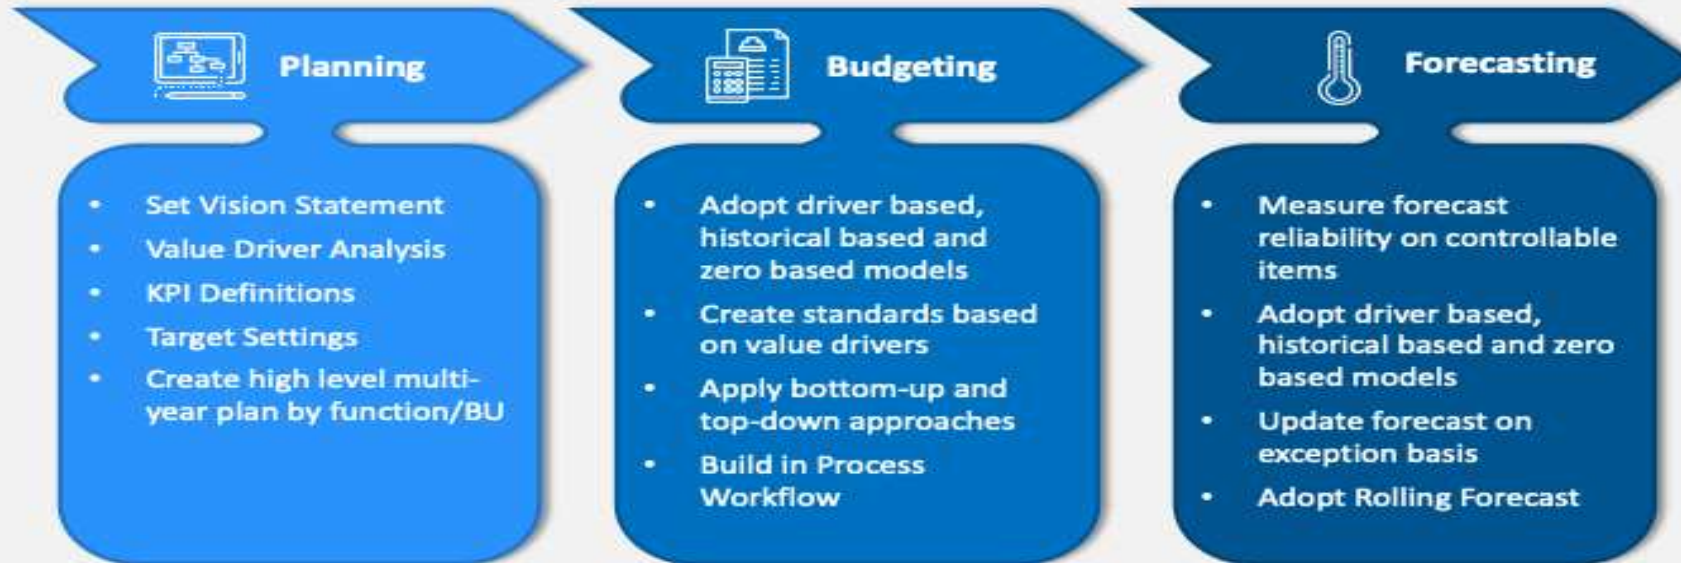 Planning
• Set Vision Statement
• Value Driver Analysis
• KPI Definitions
• Target Settings
• Create high level multi-
year plan by function/BU
Budgeting
• Adopt driver based,
historical based and
zero based models
• Create standards based
on value drivers
• Apply bottom-up and
top-down approaches
• Build in Process
Workflow
Forecasting
• Measure forecast
reliability on controllable
items
• Adopt driver based,
historical based and zero
based models
• Update forecast on
exception basis
• Adopt Rolling Forecast